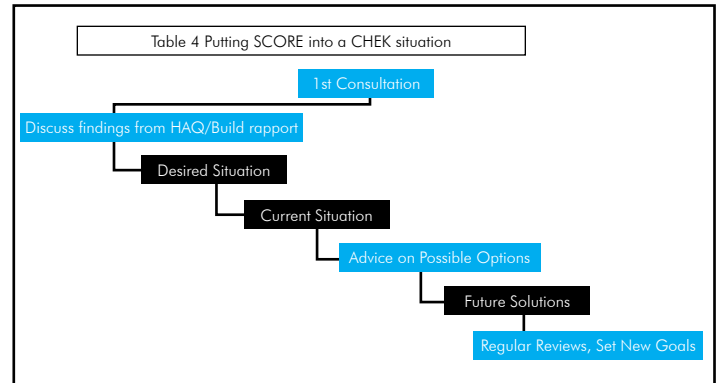 Table 4 Putting SCORE into a CHEK situation
1st Consultation
Discuss findings from HAQ/Build rapport
Desired Situation
Current Situation
Advice on Possible Options
Future Solutions
Regular Reviews, Set New Goals